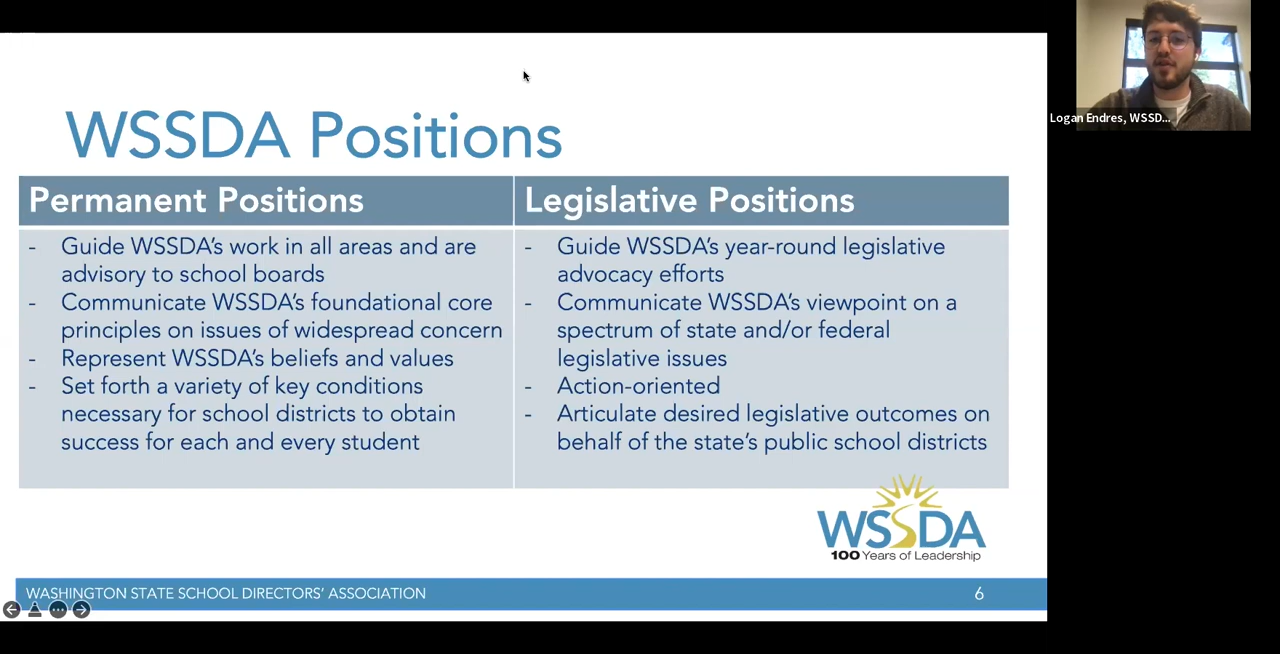 WSSDA Positions
Permanent Positions
- Guide WSSDA's work in all areas and are
advisory to school boards
- Communicate WSSDA's foundational core
principles on issues of widespread concern
- Represent WSSDA's beliefs and values
- Set forth a variety of key conditions
necessary for school districts to obtain
success for each and every student
Legislative Positions
- Guide WSSDA's year-round legislative
advocacy efforts
- Communicate WSSDA's viewpoint on a
spectrum of state and/or federal
legislative issues
- Action-oriented
- Articulate desired legislative outcomes on
behalf of the state's public school districts
WSSDA
100 Years of Leadership
WASHINGTON STATE SCHOOL DIRECTORS' ASSOCIATION
6
Logan Endres, WSSD...